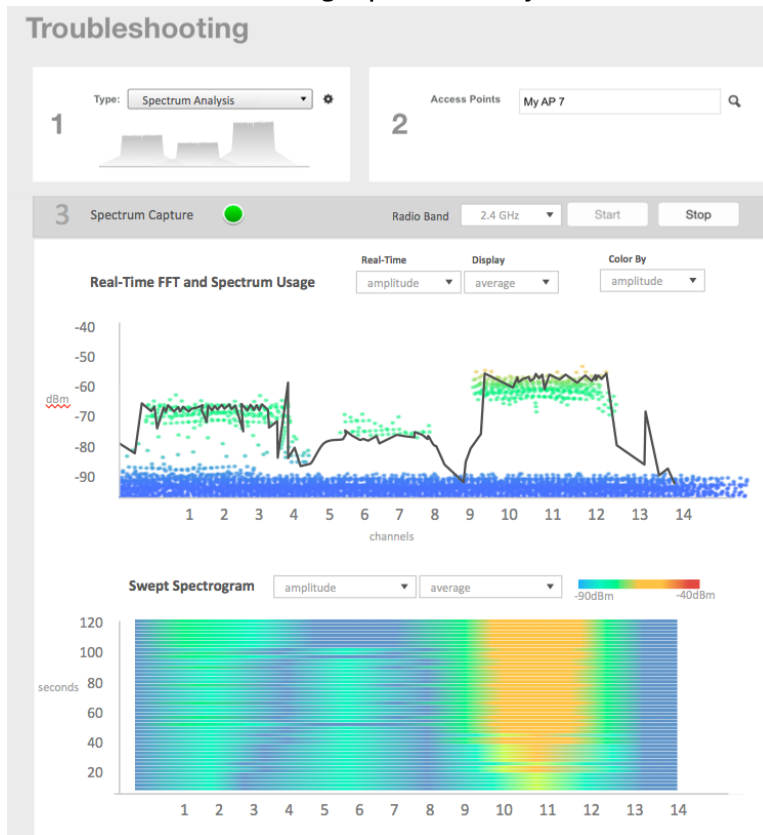 Troubleshooting
1
Type:
Spectrum Analysis
2
Access Points
My AP 7
3
Spectrum Capture
Radio Band
2.4 GHz
Start
Stop
Real-Time FFT and Spectrum Usage
Real-Time
amplitude
Display
average
Color By
amplitude
-40
-50
-60
dBm
-70
-80
-90
1 2 3 4 5 6 7 8 9 10 11 12 13 14
channels
Swept Spectrogram
amplitude
average
-90dBm
-40dBm
120
100
seconds 80
60
40
20
1 2 3 4 5 6 7 8 9 10 11 12 13 14